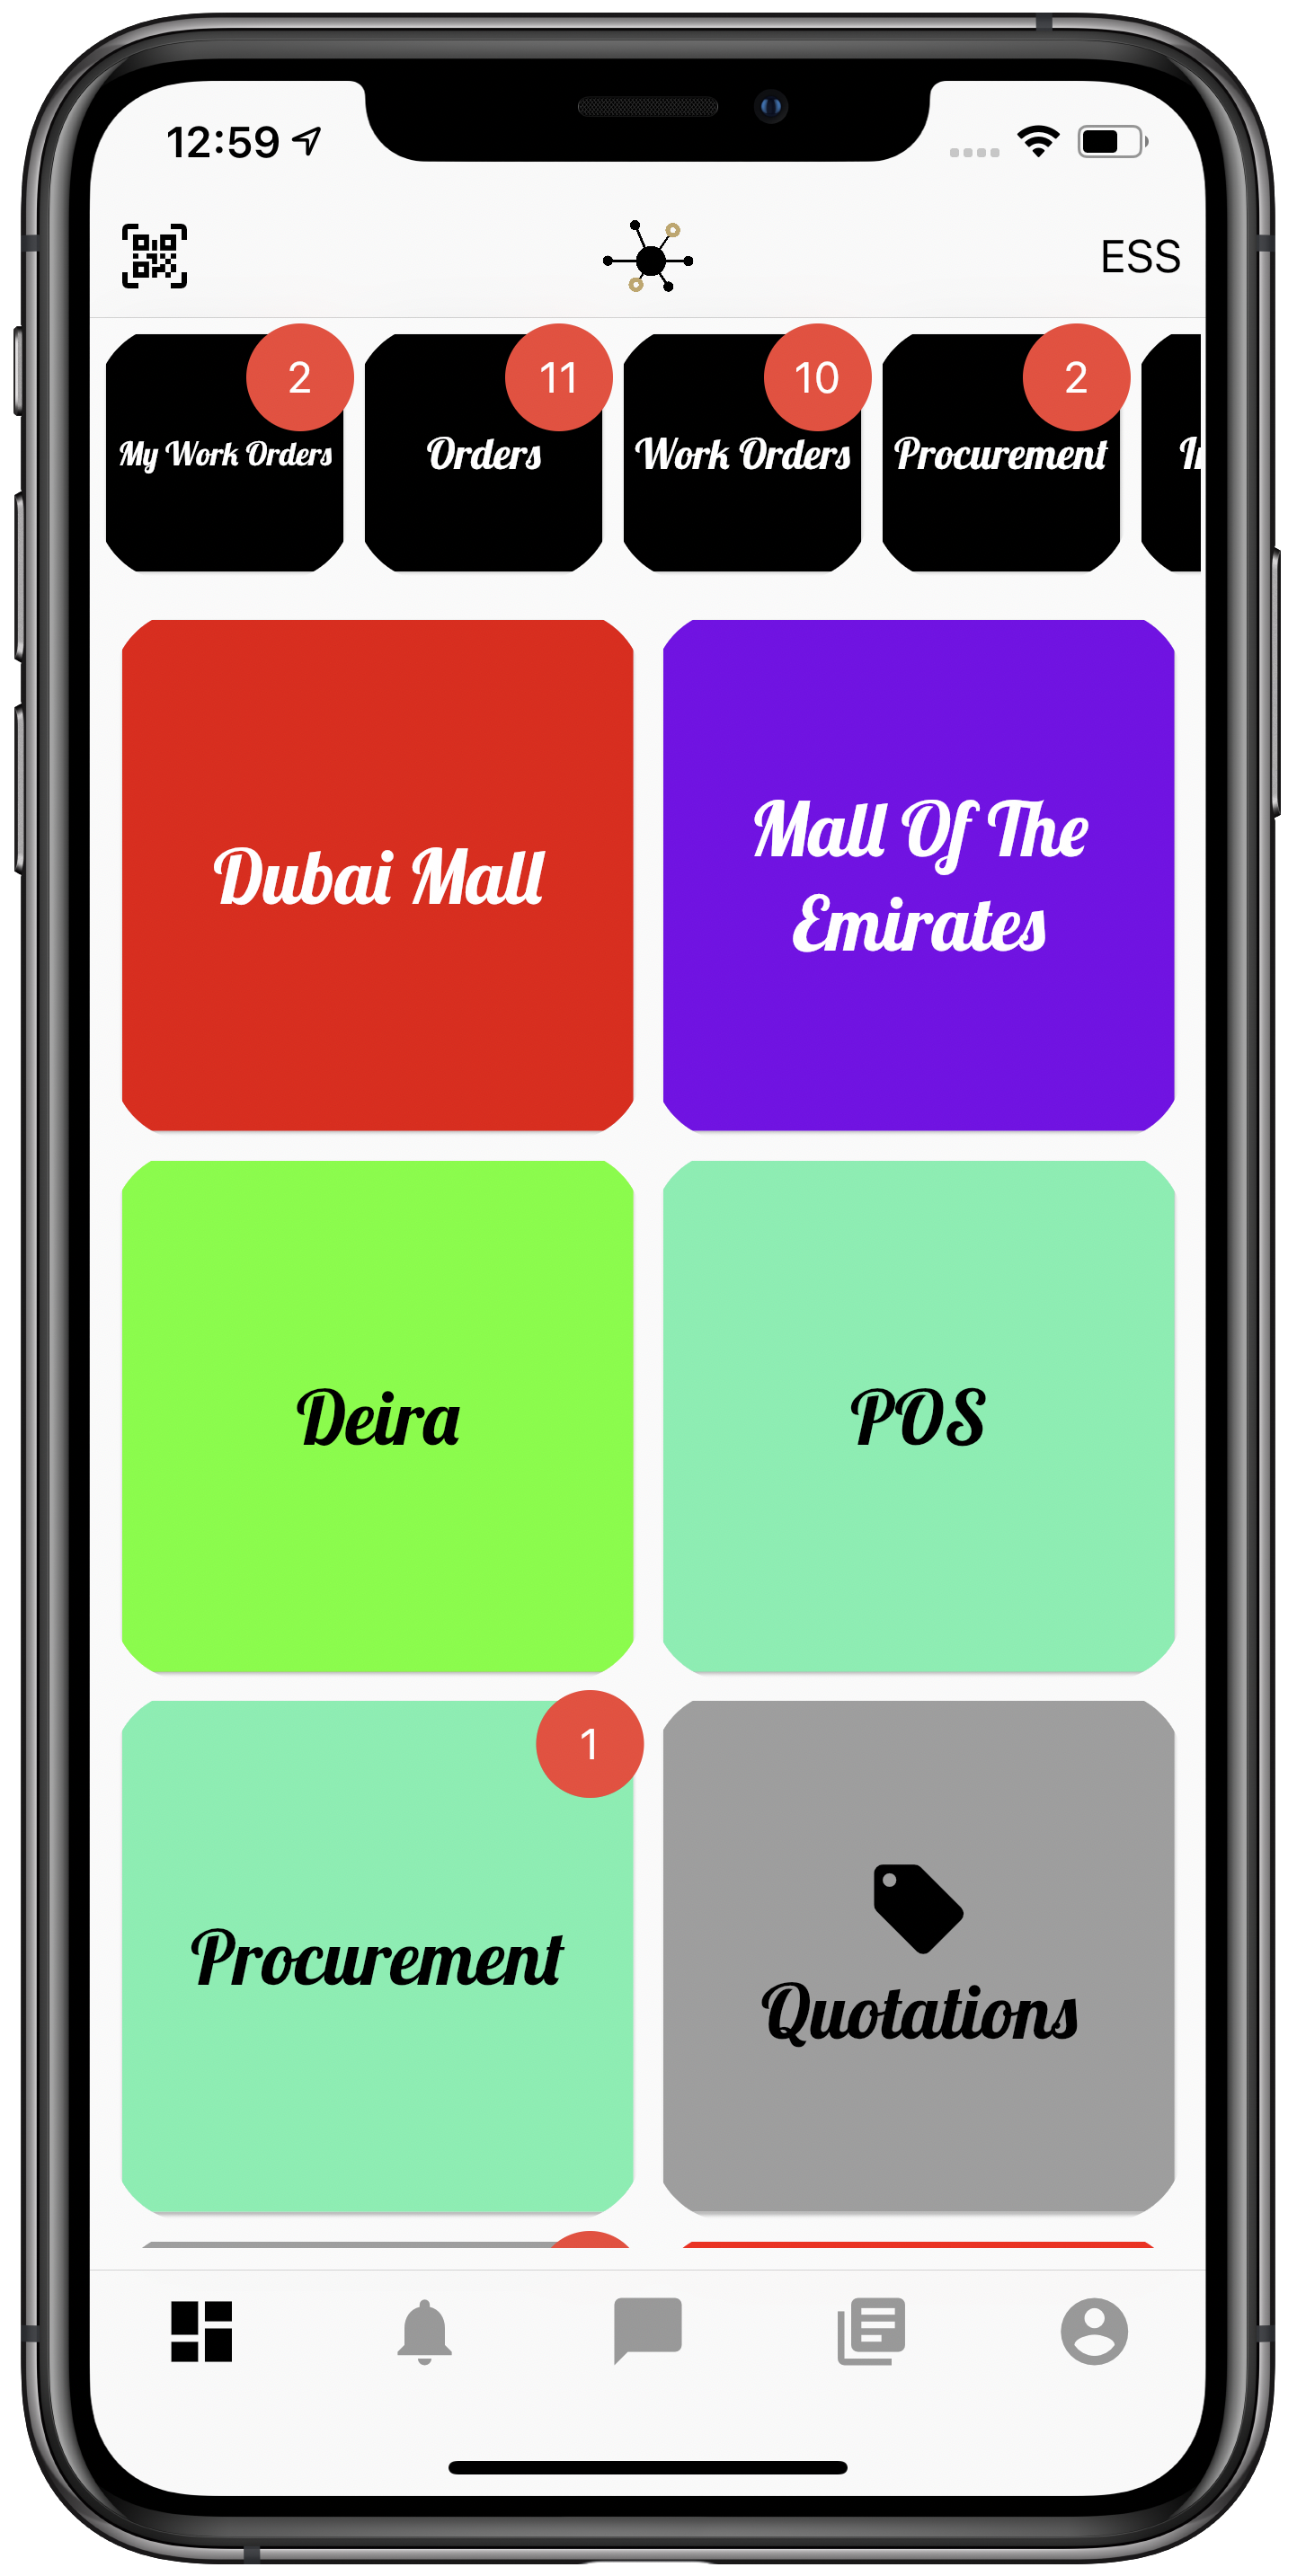 12:59
ESS
2
11
10
2
My Work Orders
Orders
Work Orders
Procurement
Dubai Mall
Mall Of The
Emirates
Deira
POS
1
Procurement
Quotations